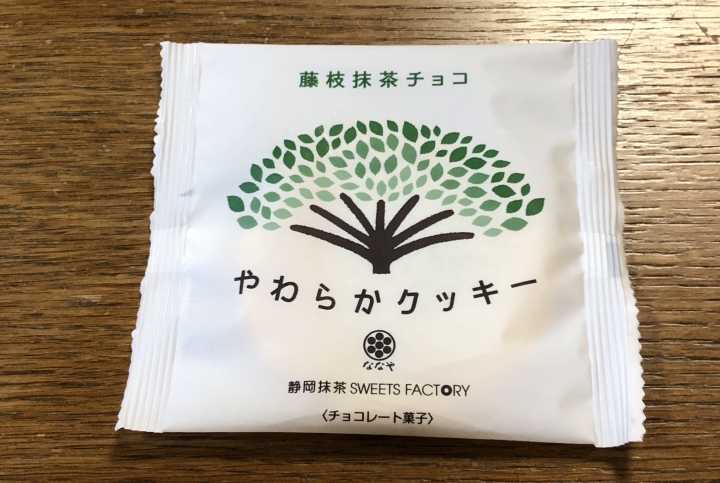 藤枝抹茶チョコ
やわらかクッキー
ななや
静岡抹茶 SWEETS FACTORY
〈チョコレート菓子〉